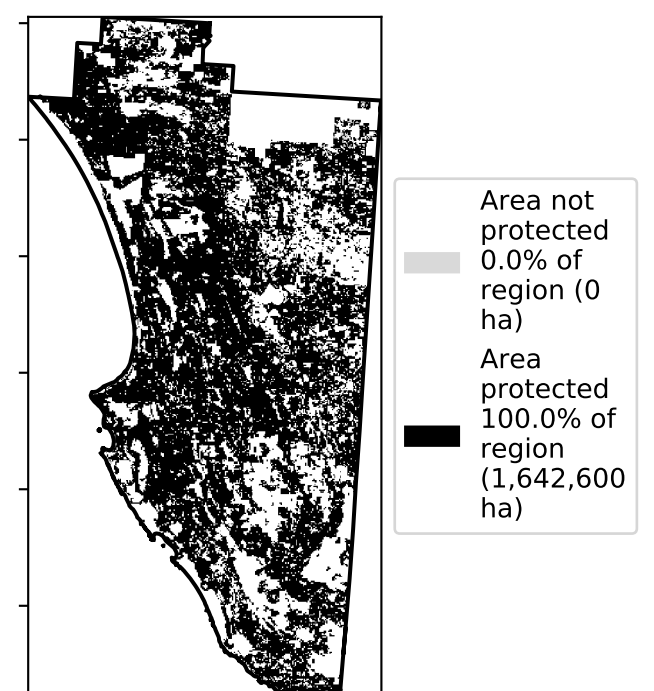 Area not
protected
0.0% of
region (0
ha)
Area
protected
100.0% of
region
(1,642,600
ha)